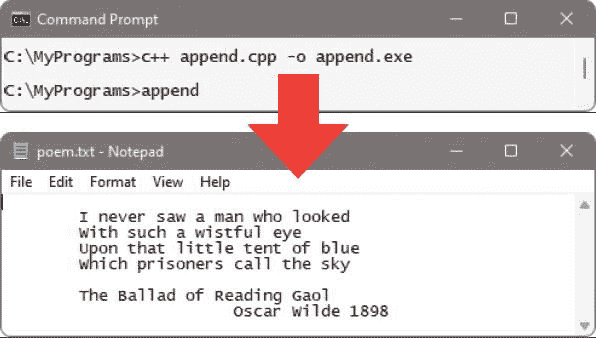 Command Prompt
C:\MyPrograms>c++ append.cpp -o append.exe
C:\MyPrograms>append
poem.txt - Notepad
File Edit Format View Help
I never saw a man who looked
With such a wistful eye
Upon that little tent of blue
Which prisoners call the sky
The Ballad of Reading Gaol
Oscar Wilde 1898